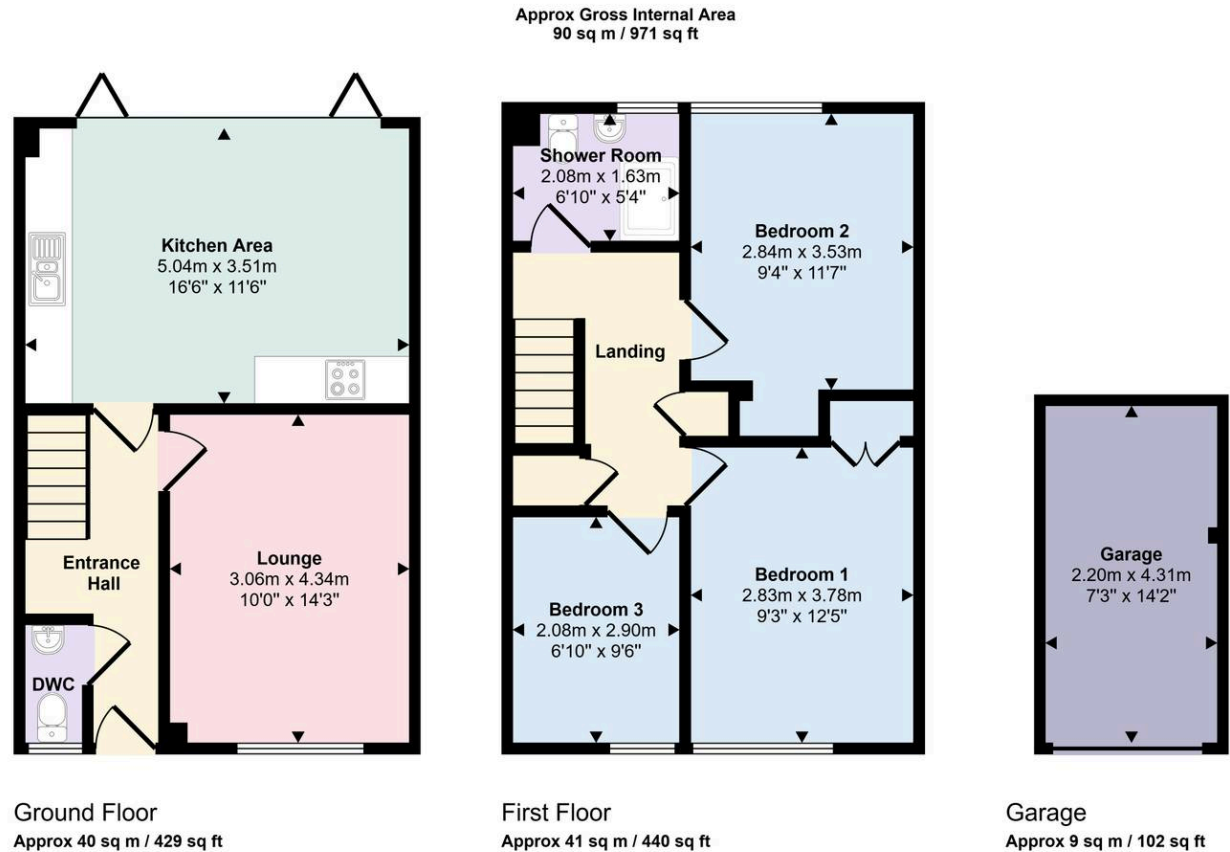 Approx Gross Internal Area
90 sq m / 971 sq ft
Kitchen Area
5.04m x 3.51m
16'6" x 11'6"
Entrance
Hall
Lounge
3.06m x 4.34m
10'0" x 14'3"
DWC
Ground Floor
Approx 40 sq m / 429 sq ft
Shower Room
2.08m x 1.63m
6'10" x 5'4"
Bedroom 2
2.84m x 3.53m
9'4" x 11'7"
Landing
Bedroom 1
2.83m x 3.78m
9'3" x 12'5"
Bedroom 3
2.08m x 2.90m
6'10" x 9'6"
First Floor
Approx 41 sq m / 440 sq ft
Garage
2.20m x 4.31m
7'3" x 14'2"
Garage
Approx 9 sq m / 102 sq ft